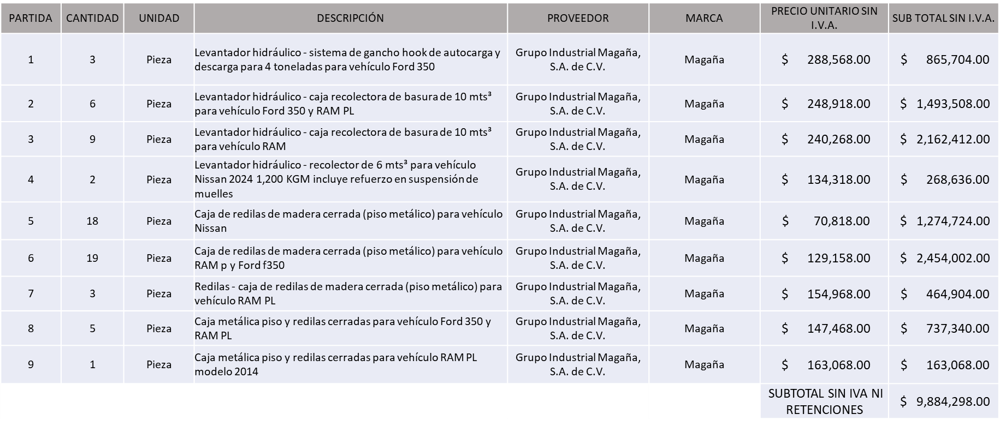 PARTIDA CANTIDAD UNIDAD DESCRIPCIÓN PROVEEDOR MARCA PRECIO UNITARIO SIN I.V.A. SUB TOTAL SIN I.V.A.
1 3 Pieza Levantador hidráulico - sistema de gancho hook de autocarga y
descarga para 4 toneladas para vehículo Ford 350
Grupo Industrial Magaña,
S.A. de C.V.
Magaña $ 288,568.00 $ 865,704.00
2 6 Pieza Levantador hidráulico - caja recolectora de basura de 10 mts³
para vehículo Ford 350 y RAM PL
Grupo Industrial Magaña,
S.A. de C.V.
Magaña $ 248,918.00 $ 1,493,508.00
3 9 Pieza Levantador hidráulico - caja recolectora de basura de 10 mts³
para vehículo RAM
Grupo Industrial Magaña,
S.A. de C.V.
Magaña $ 240,268.00 $ 2,162,412.00
4 2 Pieza Levantador hidráulico - recolector de 6 mts³ para vehículo
Nissan 2024 1,200 KGM incluye refuerzo en suspensión de
muelles
Grupo Industrial Magaña,
S.A. de C.V.
Magaña $ 134,318.00 $ 268,636.00
5 18 Pieza Caja de redilas de madera cerrada (piso metálico) para vehículo
Nissan
Grupo Industrial Magaña,
S.A. de C.V.
Magaña $ 70,818.00 $ 1,274,724.00
6 19 Pieza Caja de redilas de madera cerrada (piso metálico) para vehículo
RAM p y Ford f350
Grupo Industrial Magaña,
S.A. de C.V.
Magaña $ 129,158.00 $ 2,454,002.00
7 3 Pieza Redilas - caja de redilas de madera cerrada (piso metálico) para
vehículo RAM PL
Grupo Industrial Magaña,
S.A. de C.V.
Magaña $ 154,968.00 $ 464,904.00
8 5 Pieza Caja metálica piso y redilas cerradas para vehículo Ford 350 y
RAM PL
Grupo Industrial Magaña,
S.A. de C.V.
Magaña $ 147,468.00 $ 737,340.00
9 1 Pieza Caja metálica piso y redilas cerradas para vehículo RAM PL
modelo 2014
Grupo Industrial Magaña,
S.A. de C.V.
Magaña $ 163,068.00 $ 163,068.00
SUBTOTAL SIN IVA NI
RETENCIONES
$ 9,884,298.00